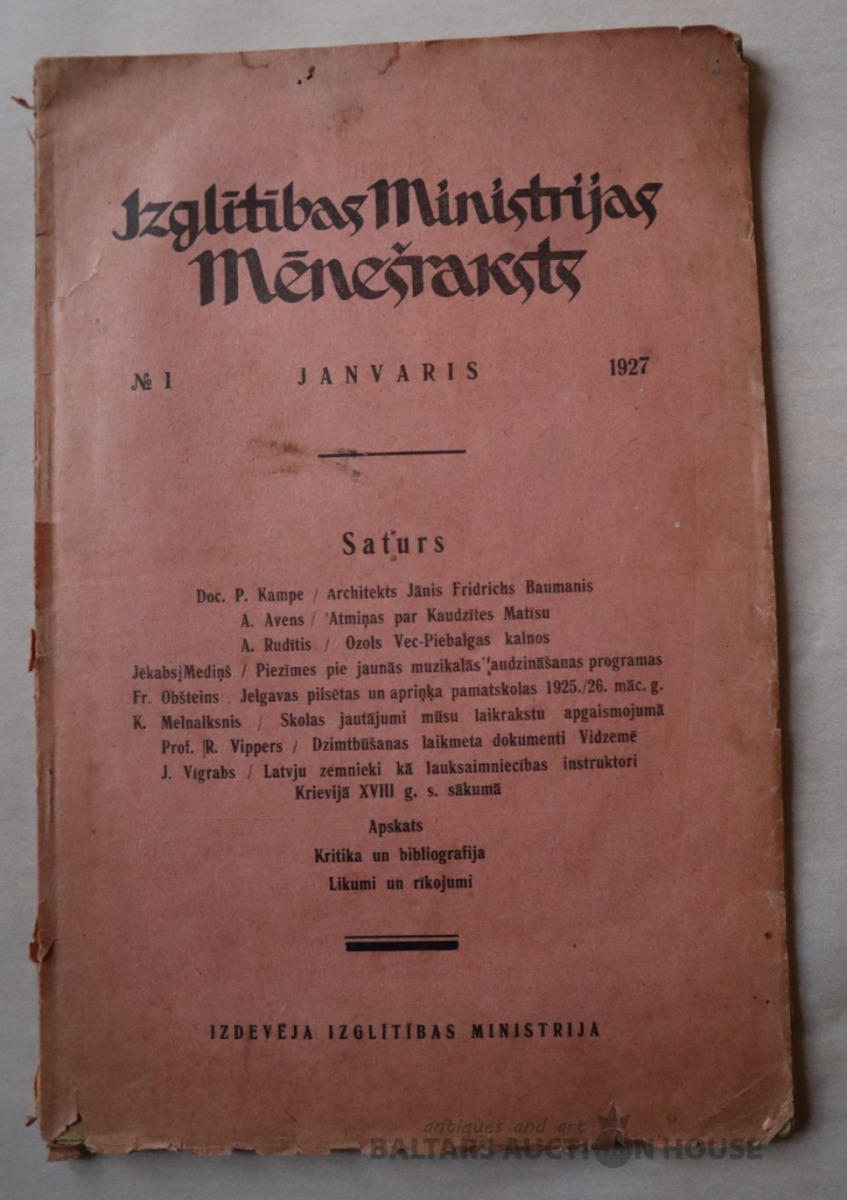 Izglītības Ministrijas
Mēnešraksts
№ 1 JANVARIS 1927
Saturs
Doc. P. Kampe / Architekts Jānis Fridrichs Baumanis
A. Avens / Atmiņas par Kaudzītes Matīsu
A. Rudītis / Ozols Vec-Piebalgas kalnos
Jēkabs Mediņš / Piezīmes pie jaunās muzikalās audzināšanas programas
Fr. Obšteins / Jelgavas pilsētas un apriņķa pamatskolas 1925./26. māc. g.
K. Melnalksnis / Skolas jautājumi mūsu laikrakstu apgaismojumā
Prof. R. Vippers / Dzimtbūšanas laikmeta dokumenti Vidzemē
J. Vīgrabs / Latvju zemnieki kā lauksaimniecības instruktori
Krievijā XVIII g. s. sākumā
Apskats
Kritika un bibliografija
Likumi un rīkojumi
IZDEVĒJA IZGLĪTĪBAS MINISTRIJA
antiques and art
BALTARS AUCTION HOUSE